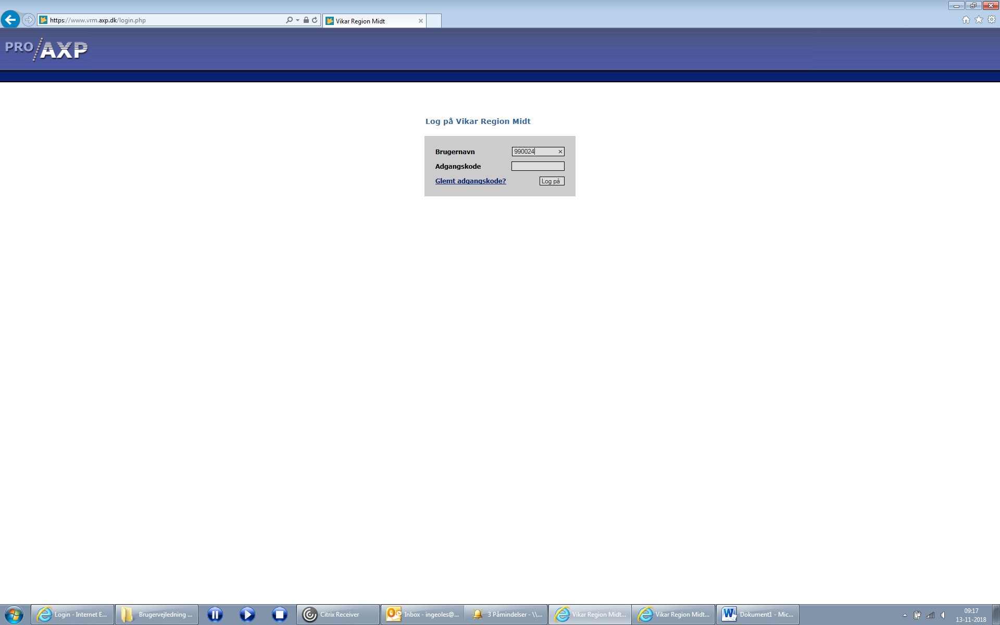 https://www.vrm.axp.dk/login.php
Vikar Region Midt
PRO/AXP
Log på Vikar Region Midt
Brugernavn
990024
Adgangskode
Glemt adgangskode?
Log på
Login - Internet E...
Brugervejledning ...
Citrix Receiver
Inbox - ingeoles@...
3 Påmindelser - \\...
Vikar Region Midt...
Vikar Region Midt...
Dokument1 - Mic...
09:17
13-11-2018